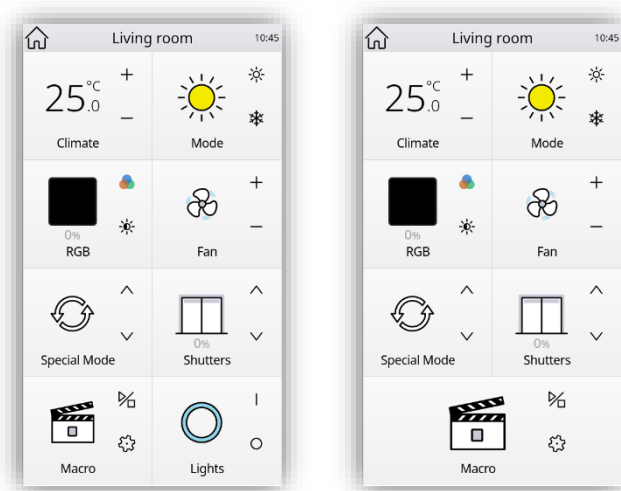 Living room 10:45
25 °C .0 + −
Climate
Mode
0%
RGB
+ −
Fan
Special Mode
0%
Shutters
Macro
Lights
Living room 10:45
25 °C .0 + −
Climate
Mode
0%
RGB
+ −
Fan
Special Mode
0%
Shutters
Macro